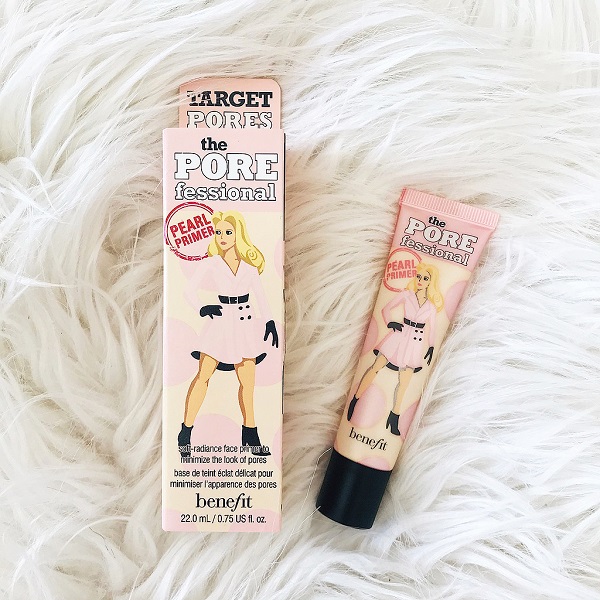 TARGET
PORES
the
PORE
fessional
PEARL
PRIMER
soft-radiance face primer to
minimize the look of pores
base de teint éclat délicat pour
minimiser l'apparence des pores
benefit
22.0 mL / 0.75 US fl. oz.
the
PORE
fessional
PEARL
PRIMER
benefit